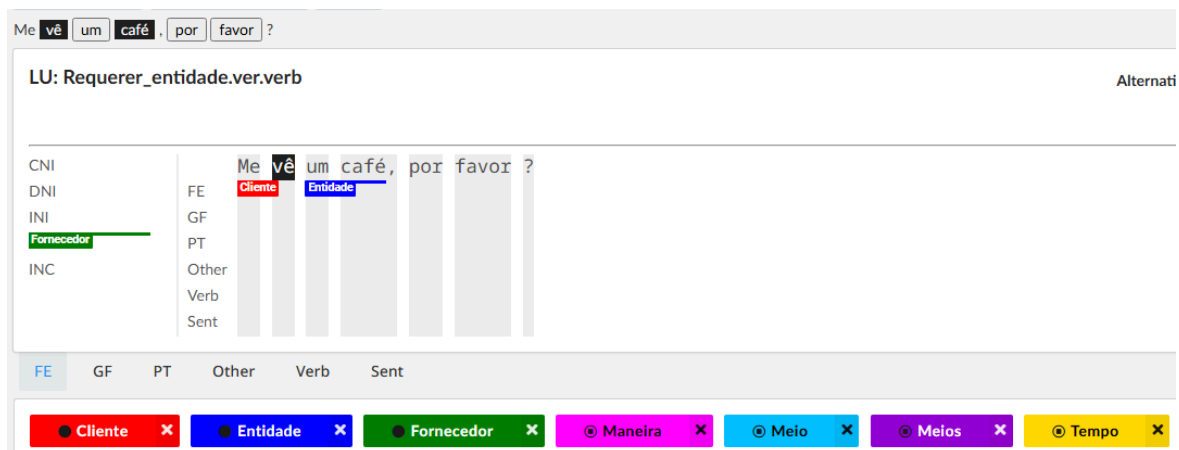 Me vê um café , por favor ?
LU: Requerer_entidade.ver.verb
Alternati
CNI
DNI
INI
Fornecedor
INC
Me vê um café, por favor ?
FE Cliente Entidade
GF
PT
Other
Verb
Sent
FE GF PT Other Verb Sent
Cliente × Entidade × Fornecedor × Maneira × Meio × Meios × Tempo ×